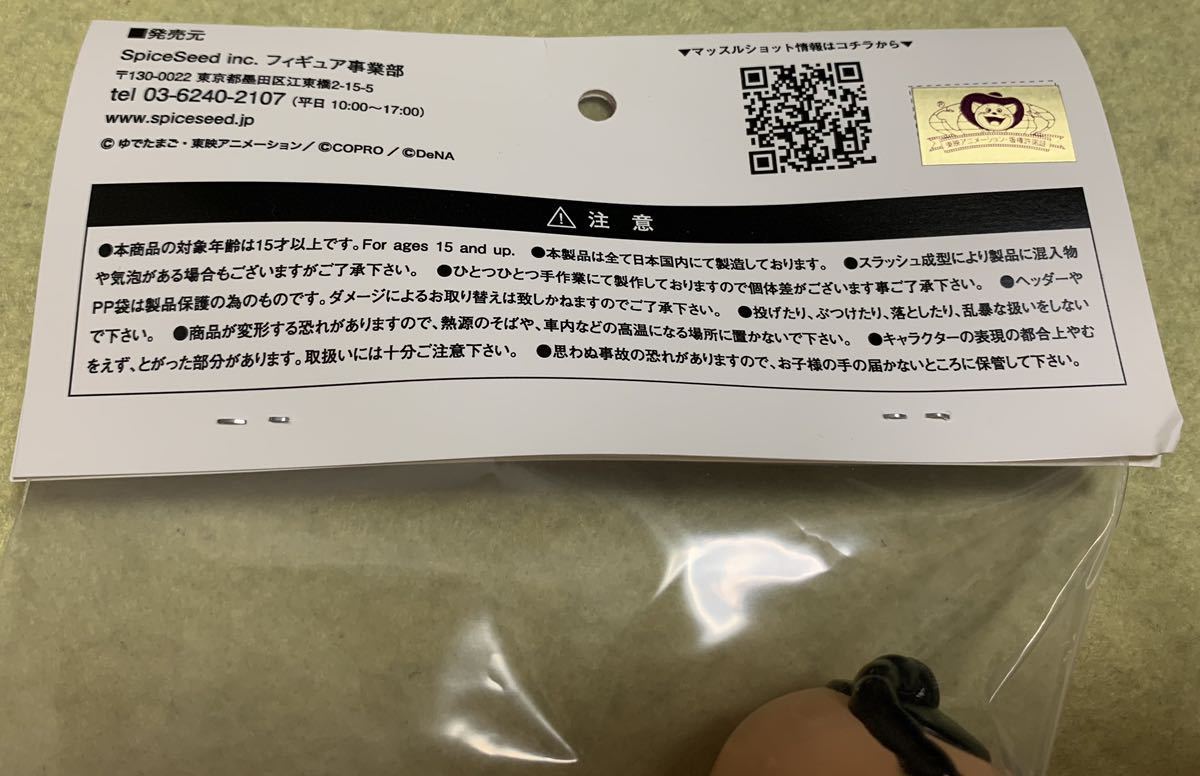 ■発売元
SpiceSeed inc. フィギュア事業部
〒130-0022 東京都墨田区江東橋2-15-5
tel 03-6240-2107 (平日 10:00～17:00)
www.spiceseed.jp
© ゆでたまご・東映アニメーション／©COPRO／©DeNA
▼マッスルショット情報はコチラから▼
東映アニメーション・版権許諾証
⚠ 注 意
●本商品の対象年齢は15才以上です。For ages 15 and up. ●本製品は全て日本国内にて製造しております。 ●スラッシュ成型により製品に混入物
や気泡がある場合もございますがご了承下さい。 ●ひとつひとつ手作業にて製作しておりますので個体差がございます事ご了承下さい。 ●ヘッダーや
PP袋は製品保護の為のものです。ダメージによるお取り替えは致しかねますのでご了承下さい。 ●投げたり、ぶつけたり、落としたり、乱暴な扱いをしない
で下さい。 ●商品が変形する恐れがありますので、熱源のそばや、車内などの高温になる場所に置かないで下さい。 ●キャラクターの表現の都合上やむ
をえず、とがった部分があります。取扱いには十分ご注意下さい。 ●思わぬ事故の恐れがありますので、お子様の手の届かないところに保管して下さい。